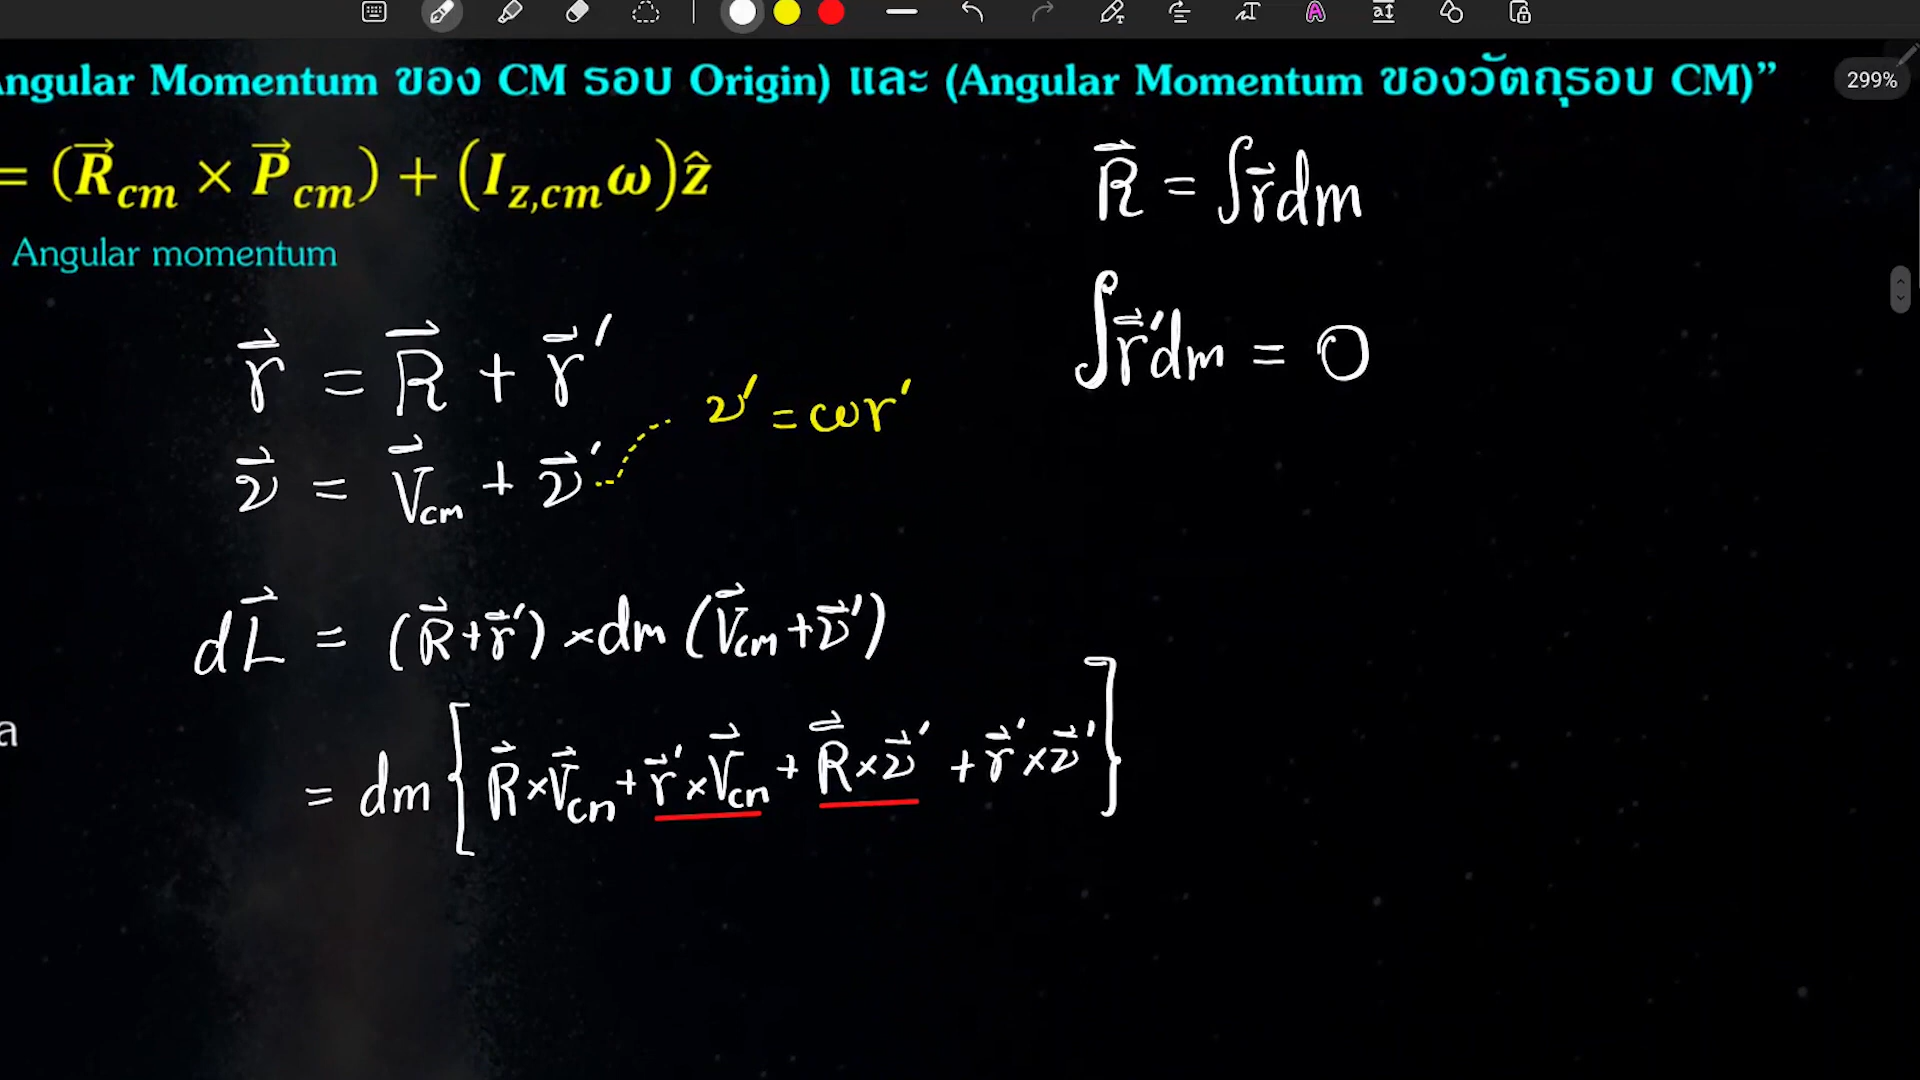 ngular Momentum ของ CM รอบ Origin) และ (Angular Momentum ของวัตถุรอบ CM)”
299%
= (R⃗cm × P⃗cm) + (Iz,cmω)ẑ
Angular momentum
R⃗ = ∫r⃗dm
∫r⃗′dm = 0
r⃗ = R⃗ + r⃗′
v′ = ωr′
v⃗ = V⃗cm + v⃗′
dL⃗ = (R⃗+r⃗′) ×dm (V⃗cm+v⃗′)
a
= dm [R⃗×V⃗cm + r⃗′×V⃗cm + R⃗×v⃗′ + r⃗′×v⃗′]